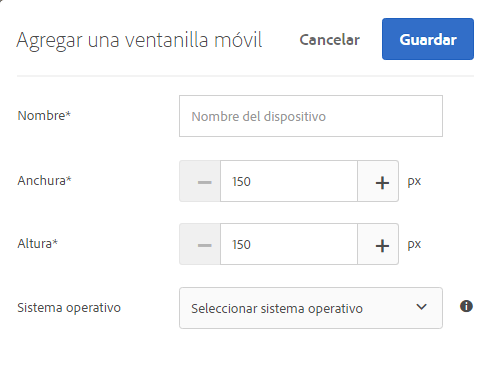 Agregar una ventanilla móvil Cancelar Guardar
Nombre* Nombre del dispositivo
Anchura* 150 px
Altura* 150 px
Sistema operativo Seleccionar sistema operativo